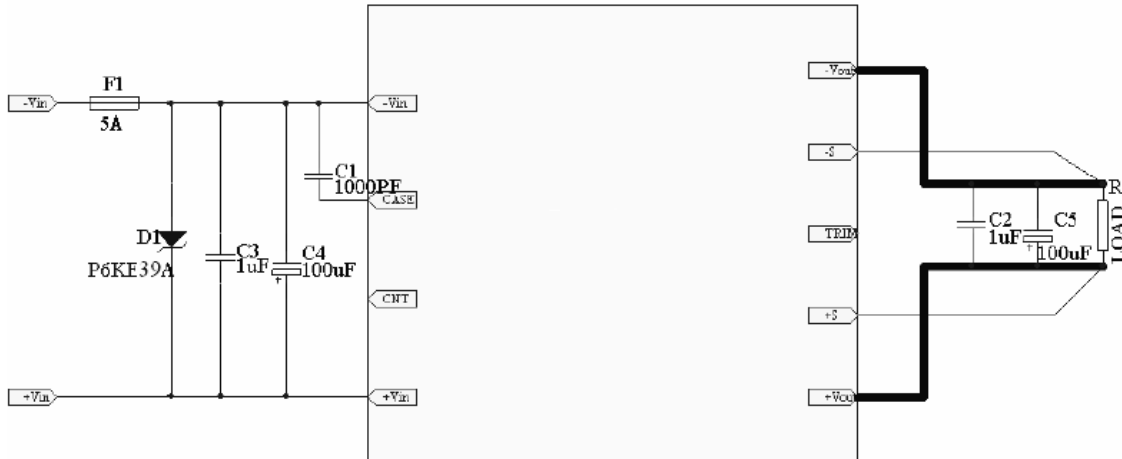 F1
-Vin
5A
-Vin
C1
1000PF
CASE
D1
P6KE39A
C3
1uF
C4
100uF
+
CNT
+Vin
+Vin
-Vout
-S
R
TRIM
C2
1uF
C5
100uF
+
LOAD
+S
+Vou